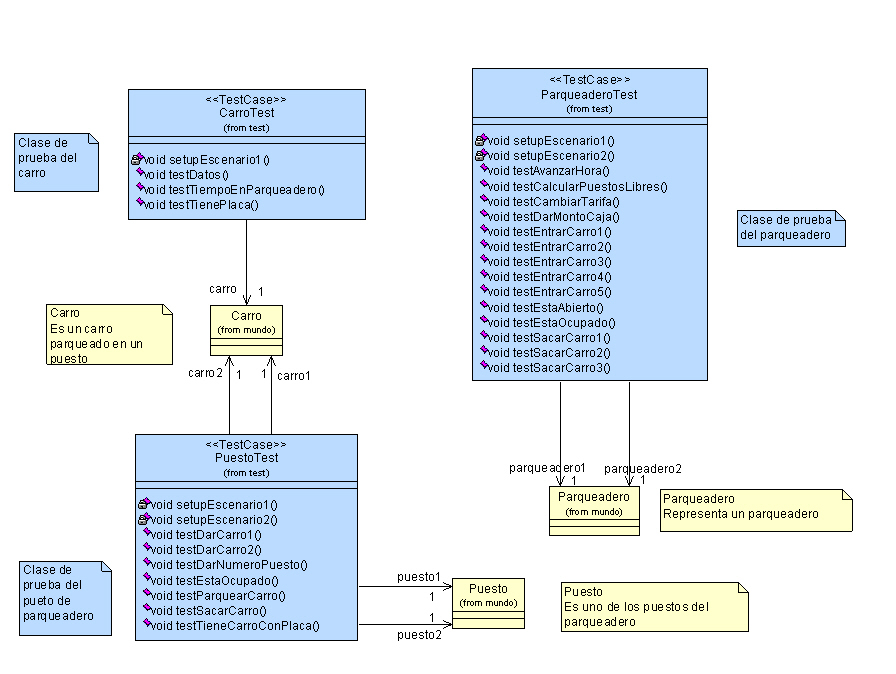 <<TestCase>>
CarroTest
(from test)
void setupEscenario1()
void testDatos()
void testTiempoEnParqueadero()
void testTienePlaca()
Clase de
prueba del
carro
<<TestCase>>
ParqueaderoTest
(from test)
void setupEscenario1()
void setupEscenario2()
void testAvanzarHora()
void testCalcularPuestosLibres()
void testCambiarTarifa()
void testDarMontoCaja()
void testEntrarCarro1()
void testEntrarCarro2()
void testEntrarCarro3()
void testEntrarCarro4()
void testEntrarCarro5()
void testEstaAbierto()
void testEstaOcupado()
void testSacarCarro1()
void testSacarCarro2()
void testSacarCarro3()
Clase de prueba
del parqueadero
carro 1
Carro
(from mundo)
Carro
Es un carro
parqueado en un
puesto
carro2 1
1 carro1
<<TestCase>>
PuestoTest
(from test)
void setupEscenario1()
void setupEscenario2()
void testDarCarro1()
void testDarCarro2()
void testDarNumeroPuesto()
void testEstaOcupado()
void testParquearCarro()
void testSacarCarro()
void testTieneCarroConPlaca()
Clase de
prueba del
pueto de
parqueadero
parqueadero1
1
parqueadero2
1
Parqueadero
(from mundo)
Parqueadero
Representa un parqueadero
puesto1
1
1
puesto2
Puesto
(from mundo)
Puesto
Es uno de los puestos del
parqueadero